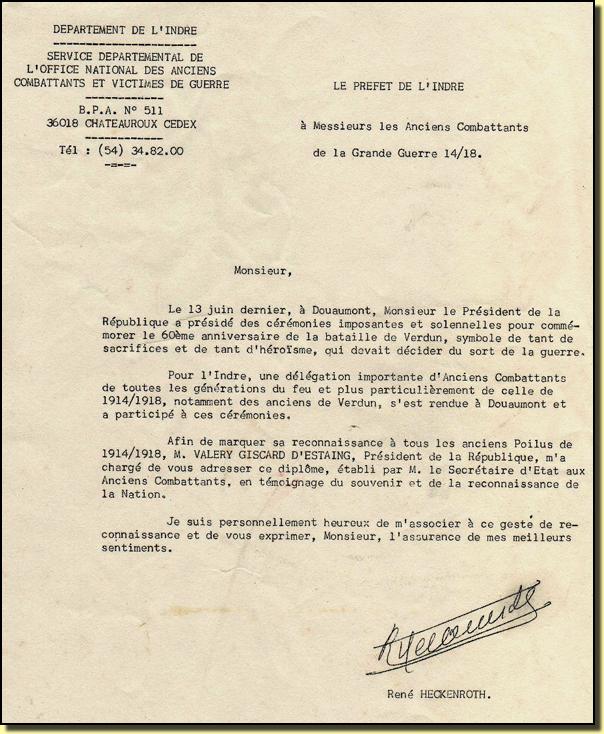 DEPARTEMENT DE L'INDRE
SERVICE DEPARTEMENTAL DE
L'OFFICE NATIONAL DES ANCIENS
COMBATTANTS ET VICTIMES DE GUERRE
B.P.A. N° 511
36018 CHATEAUROUX CEDEX
Tél : (54) 34.82.00
LE PREFET DE L'INDRE
à Messieurs les Anciens Combattants
de la Grande Guerre 14/18.
Monsieur,
Le 13 juin dernier, à Douaumont, Monsieur le Président de la
République a présidé des cérémonies imposantes et solennelles pour commé-
morer le 60ème anniversaire de la bataille de Verdun, symbole de tant de
sacrifices et de tant d'héroïsme, qui devait décider du sort de la guerre.
Pour l'Indre, une délégation importante d'Anciens Combattants
de toutes les générations du feu et plus particulièrement de celle de
1914/1918, notamment des anciens de Verdun, s'est rendue à Douaumont et
a participé à ces cérémonies.
Afin de marquer sa reconnaissance à tous les anciens Poilus de
1914/1918, M. VALERY GISCARD D'ESTAING, Président de la République, m'a
chargé de vous adresser ce diplôme, établi par M. le Secrétaire d'Etat aux
Anciens Combattants, en témoignage du souvenir et de la reconnaissance de
la Nation.
Je suis personnellement heureux de m'associer à ce geste de re-
connaissance et de vous exprimer, Monsieur, l'assurance de mes meilleurs
sentiments.
René HECKENROTH.